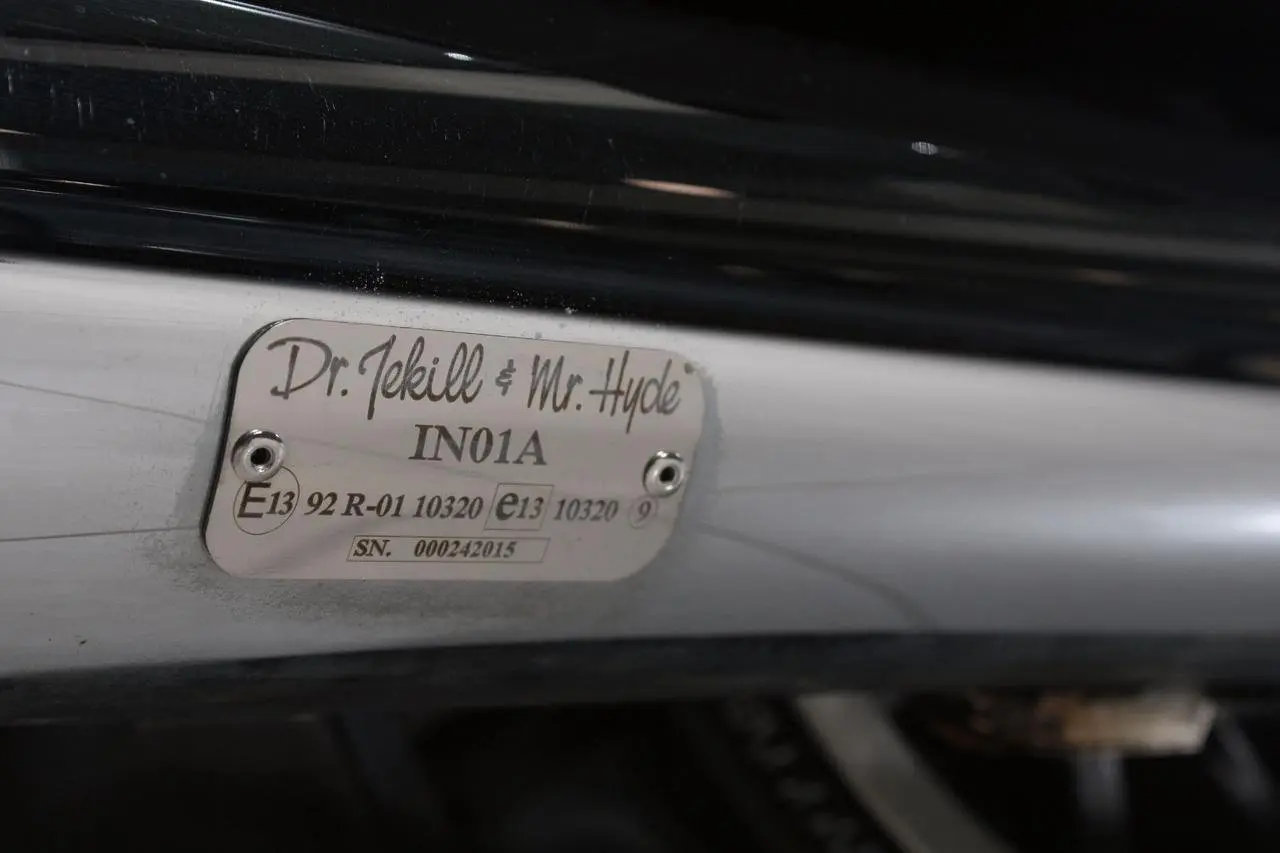 Dr. Jekill & Mr. Hyde®
IN01A
E13 92 R-01 10320 e13 10320 9
SN. 000242015